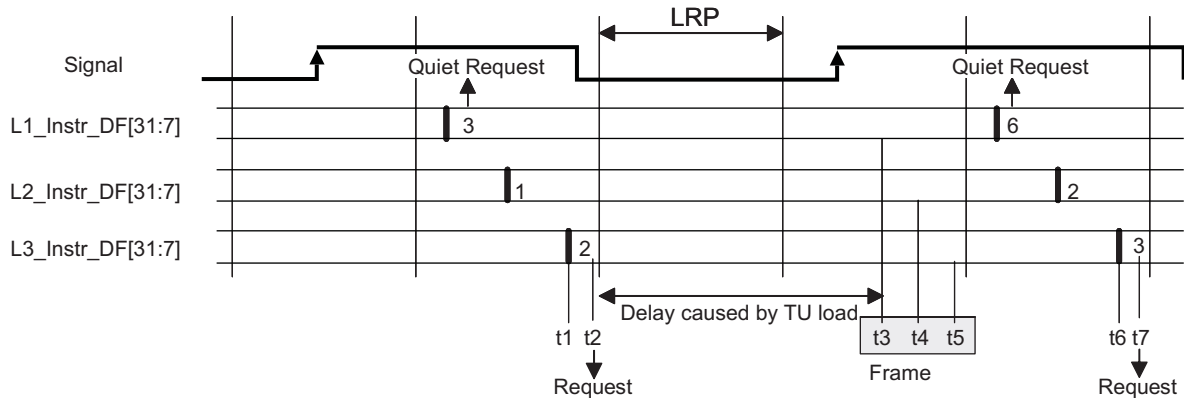 LRP
Signal
Quiet Request
Quiet Request
L1_Instr_DF[31:7]
3
6
L2_Instr_DF[31:7]
1
2
L3_Instr_DF[31:7]
2
3
Delay caused by TU load
t1 t2
t3 t4 t5
t6 t7
Frame
Request
Request